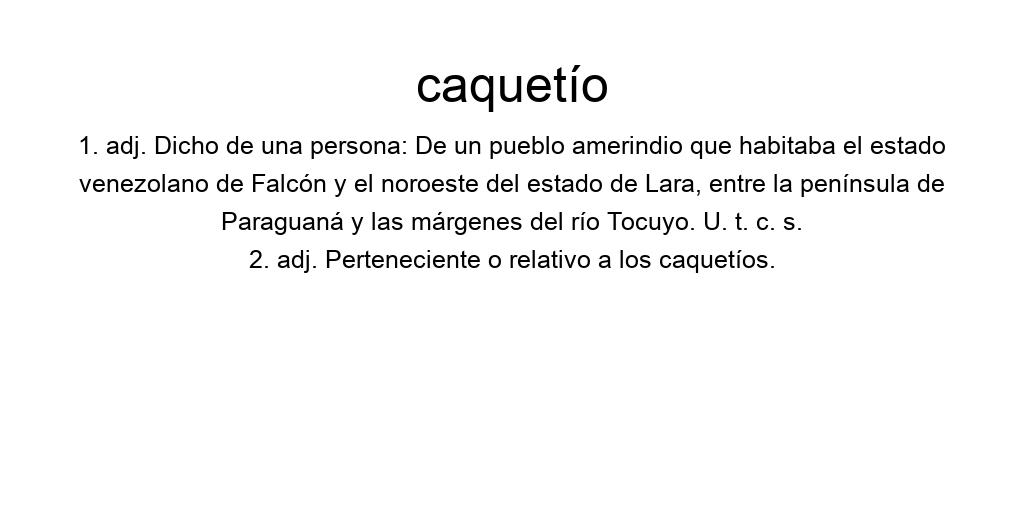 caquetío
1. adj. Dicho de una persona: De un pueblo amerindio que habitaba el estado
venezolano de Falcón y el noroeste del estado de Lara, entre la península de
Paraguaná y las márgenes del río Tocuyo. U. t. c. s.
2. adj. Perteneciente o relativo a los caquetíos.